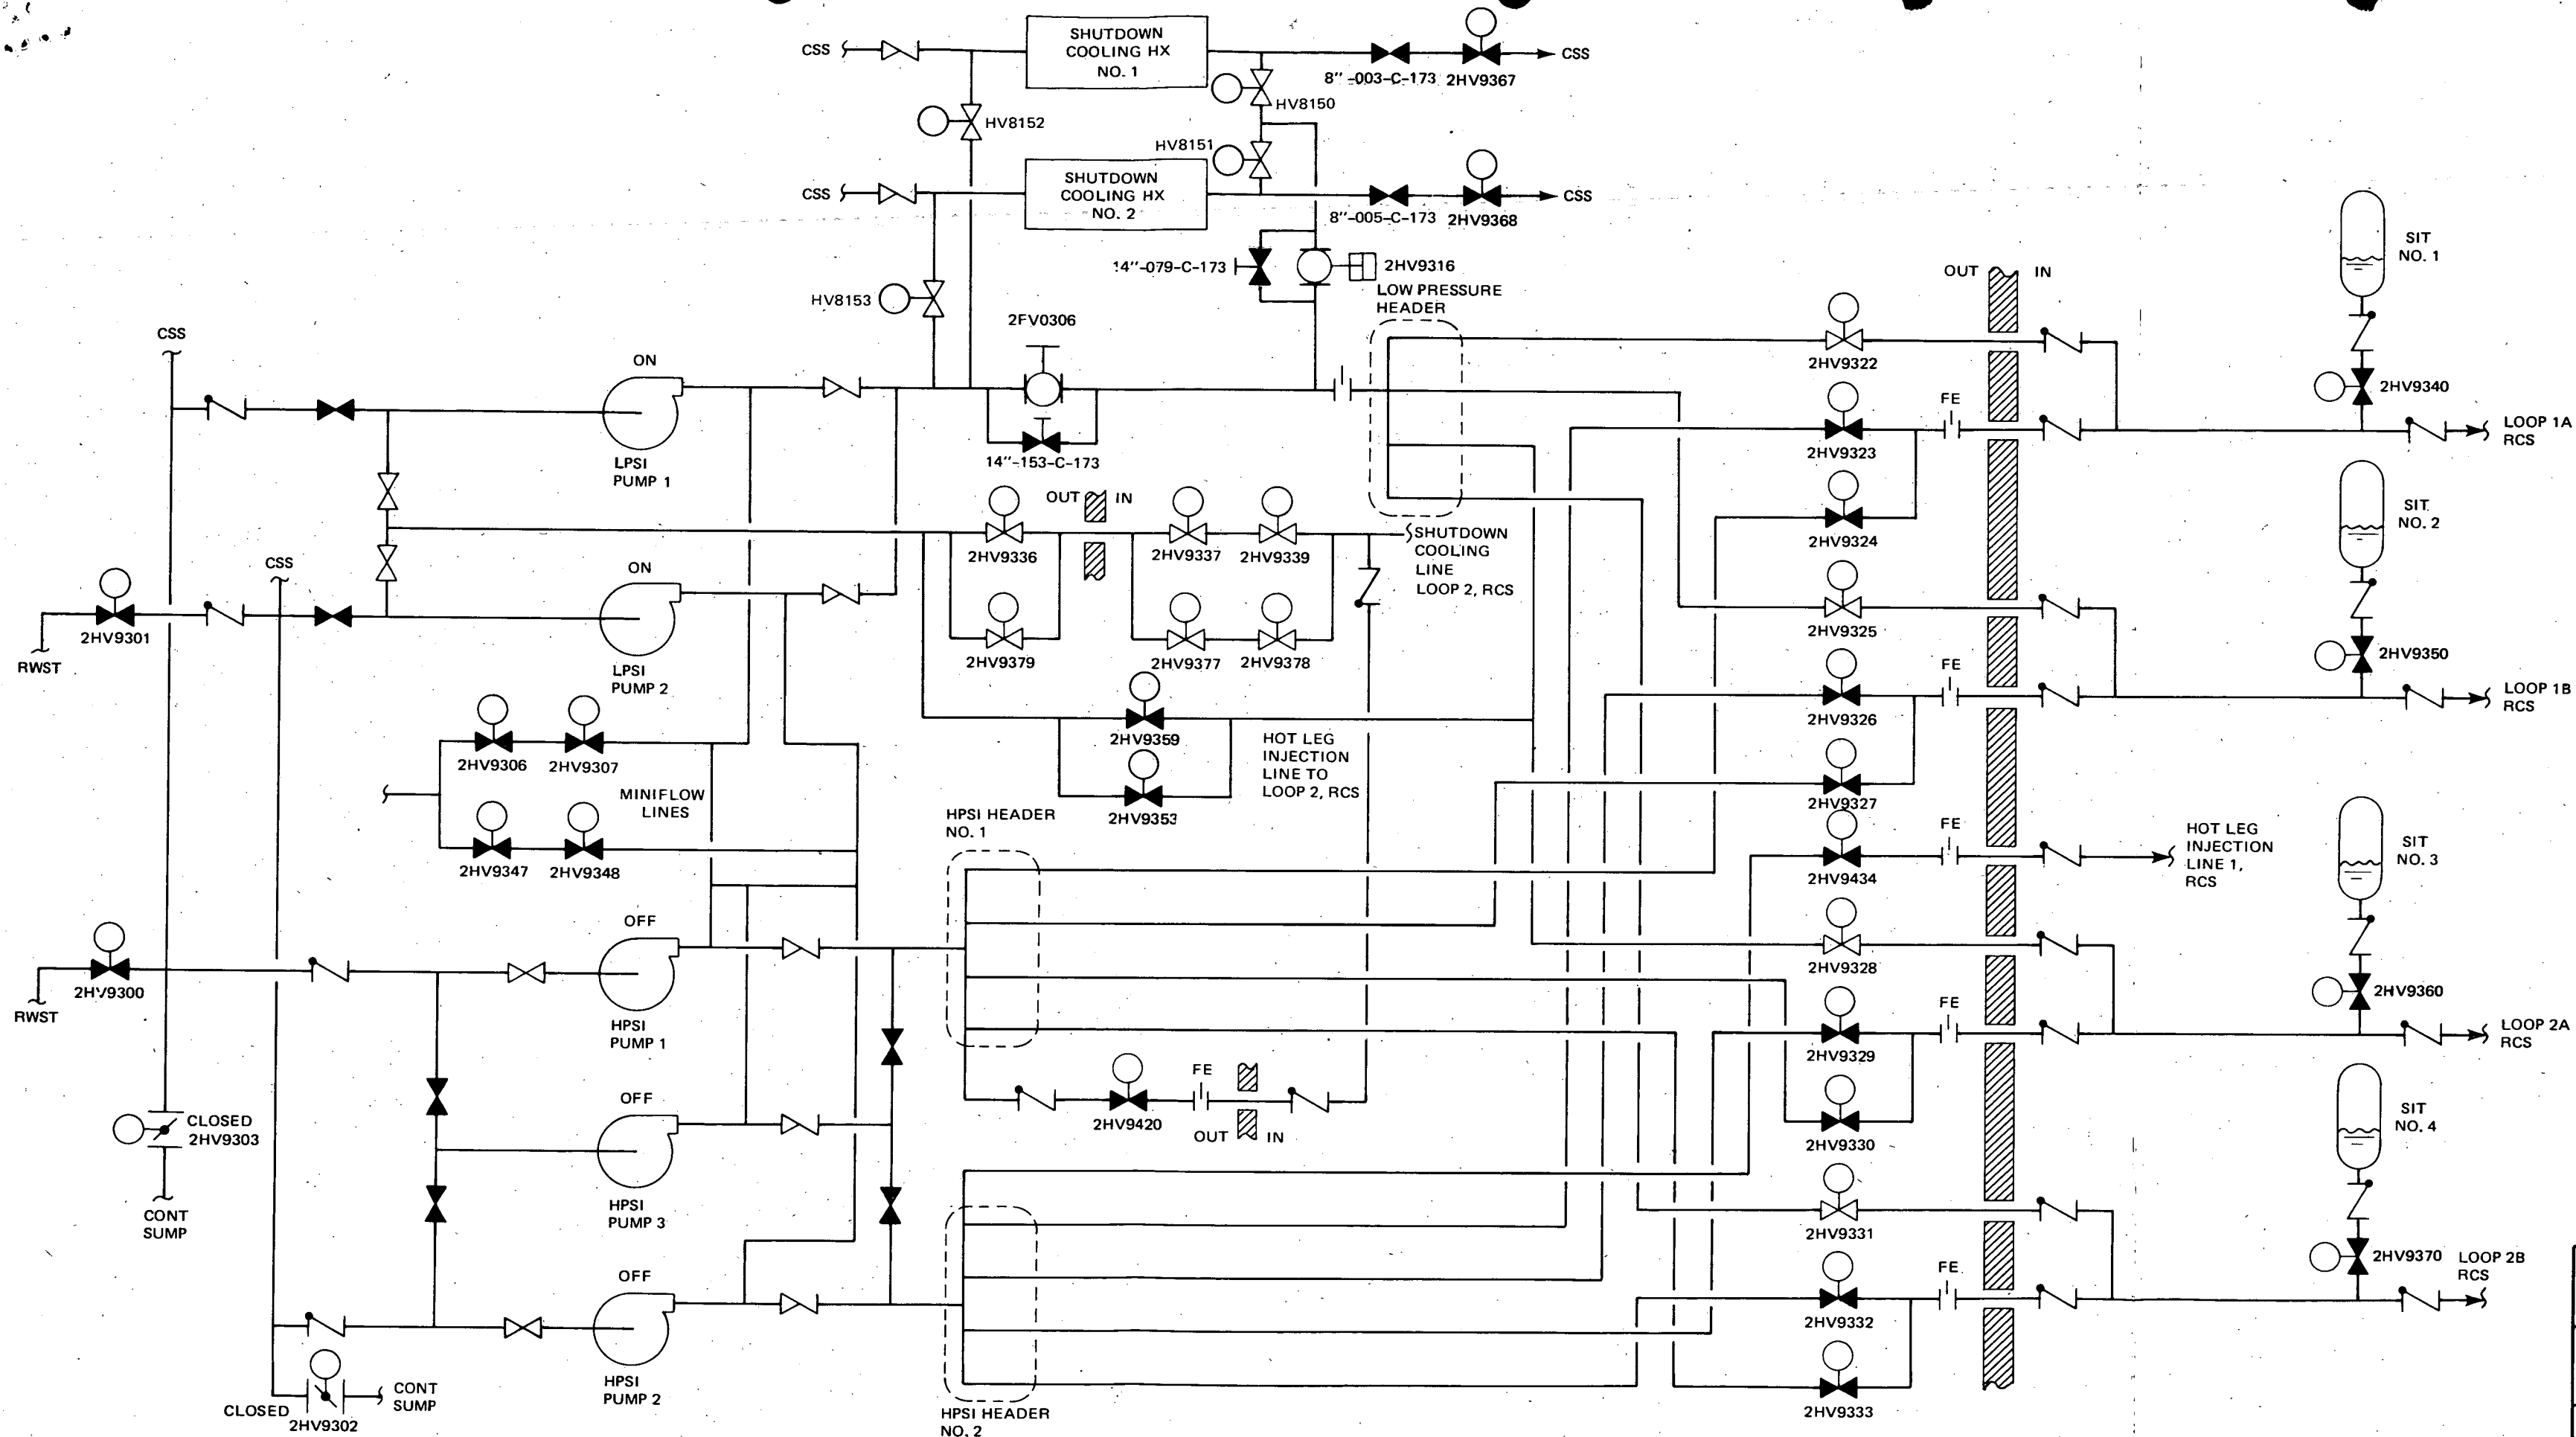 CSS
SHUTDOWN
COOLING HX
NO. 1
CSS
8"-003-C-173
2HV9367
HV8150
HV8152
HV8151
CSS
SHUTDOWN
COOLING HX
NO. 2
CSS
8"-005-C-173
2HV9368
14"-079-C-173
2HV9316
LOW PRESSURE
HEADER
HV8153
2FV0306
14"-153-C-173
OUT
IN
SIT
NO. 1
2HV9322
2HV9340
2HV9323
FE
LOOP 1A
RCS
2HV9324
CSS
ON
LPSI
PUMP 1
CSS
ON
LPSI
PUMP 2
2HV9301
RWST
OUT
IN
2HV9336
2HV9337
2HV9339
SHUTDOWN
COOLING
LINE
LOOP 2, RCS
2HV9379
2HV9377
2HV9378
SIT
NO. 2
2HV9325
2HV9350
2HV9326
FE
LOOP 1B
RCS
2HV9327
2HV9359
2HV9353
HOT LEG
INJECTION
LINE TO
LOOP 2, RCS
2HV9306
2HV9307
MINIFLOW
LINES
2HV9347
2HV9348
HPSI HEADER
NO. 1
2HV9434
FE
HOT LEG
INJECTION
LINE 1,
RCS
SIT
NO. 3
2HV9328
2HV9360
2HV9329
FE
LOOP 2A
RCS
2HV9330
2HV9300
RWST
OFF
HPSI
PUMP 1
2HV9420
FE
OUT
IN
CLOSED
2HV9303
CONT
SUMP
OFF
HPSI
PUMP 3
SIT
NO. 4
2HV9331
2HV9370
2HV9332
FE
LOOP 2B
RCS
2HV9333
OFF
HPSI
PUMP 2
CLOSED
2HV9302
CONT
SUMP
HPSI HEADER
NO. 2